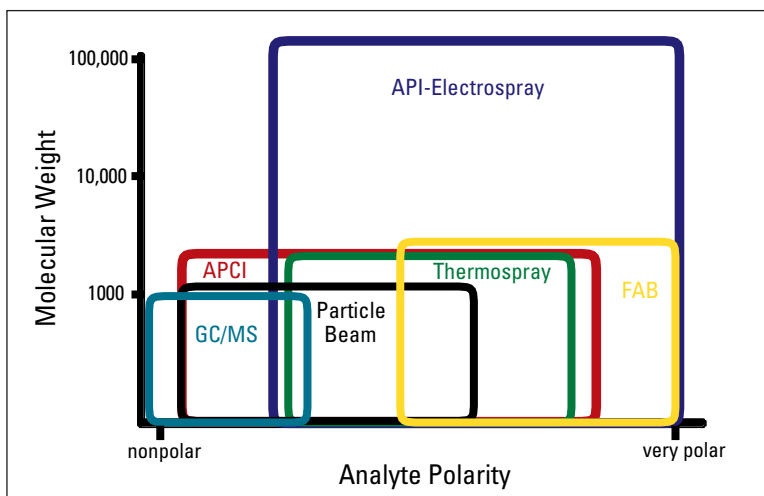 100,000
10,000
1000
Molecular Weight
API-Electrospray
APCI
Thermospray
FAB
GC/MS
Particle
Beam
nonpolar
very polar
Analyte Polarity